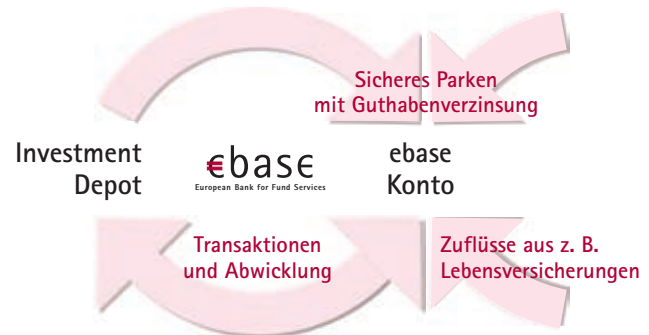 Sicheres Parken
mit Guthabenverzinsung
Investment
Depot
€base
European Bank for Fund Services
ebase
Konto
Transaktionen
und Abwicklung
Zuflüsse aus z. B.
Lebensversicherungen